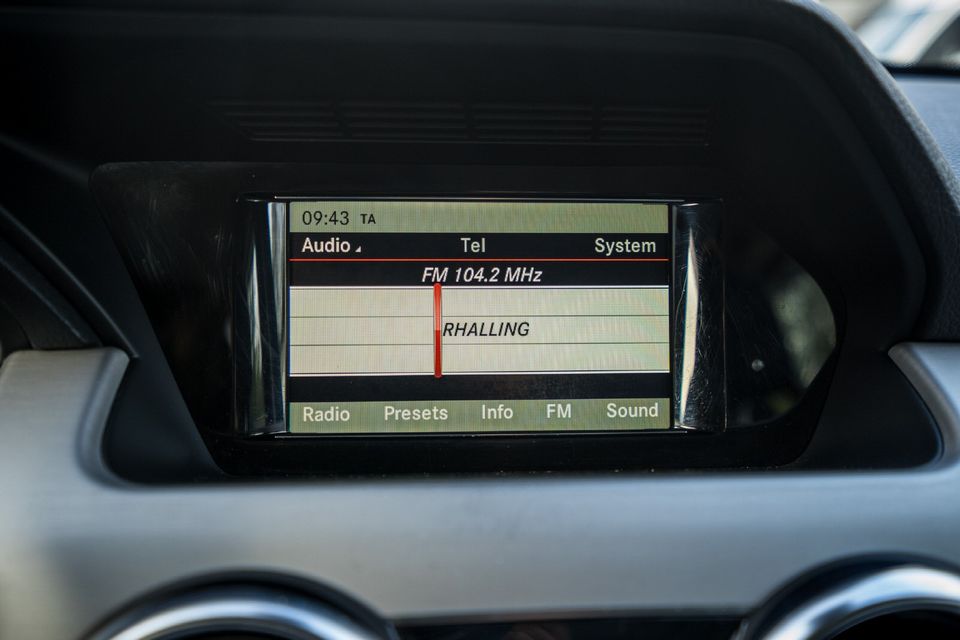 09:43 TA
Audio Tel System
FM 104.2 MHz
RHALLING
Radio Presets Info FM Sound